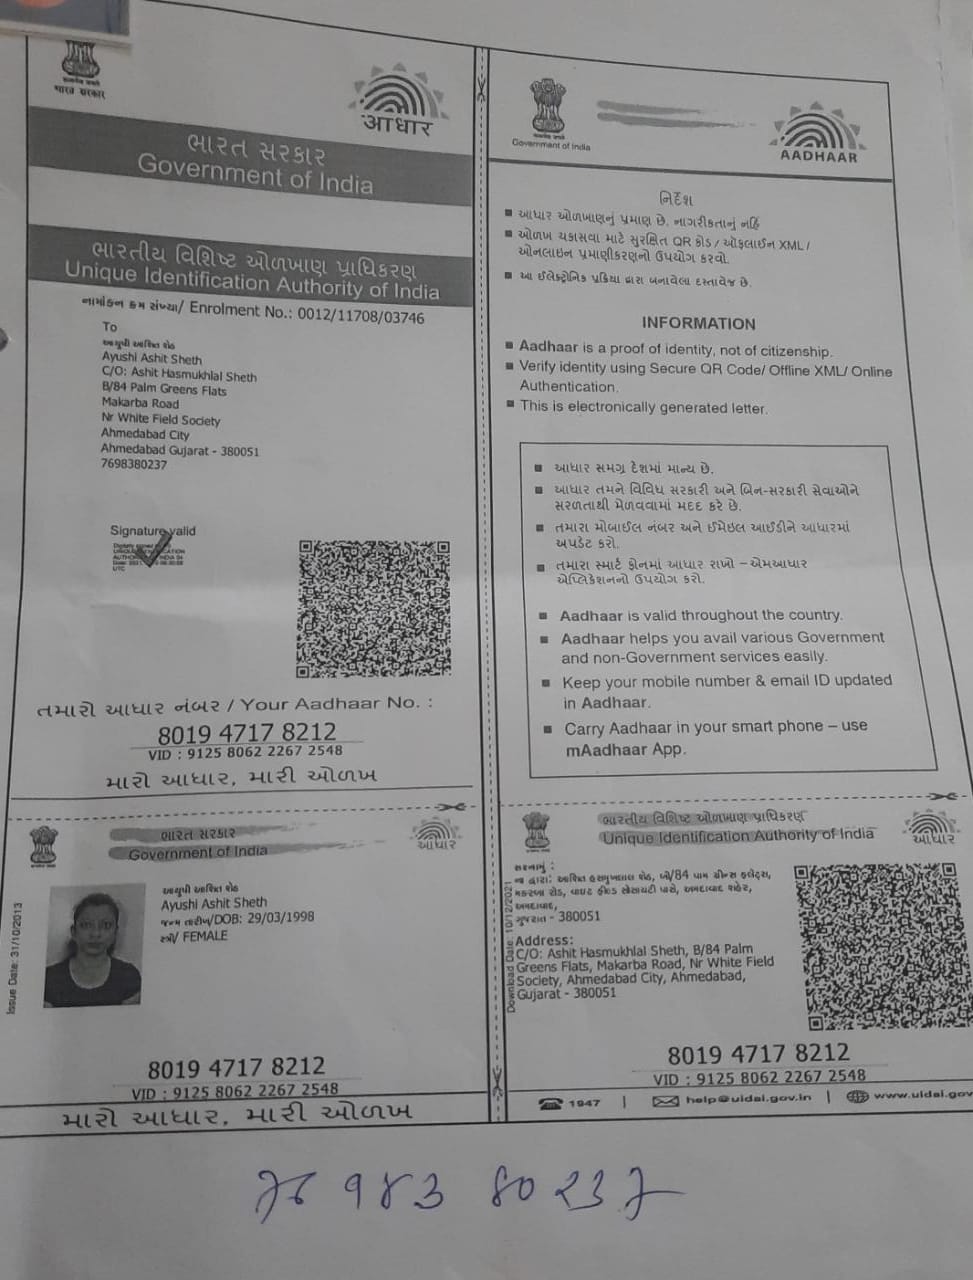 भारत सरकार
आधार
ભારત સરકાર
Government of India
ભારતીય વિશિષ્ટ ઓળખાણ પ્રાધિકરણ
Unique Identification Authority of India
નામાંકન ક્રમ સંખ્યા/ Enrolment No.: 0012/11708/03746
To
આયુષી આશિત શેઠ
Ayushi Ashit Sheth
C/O: Ashit Hasmukhlal Sheth
B/84 Palm Greens Flats
Makarba Road
Nr White Field Society
Ahmedabad City
Ahmedabad Gujarat - 380051
7698380237
Signature valid
તમારો આધાર નંબર / Your Aadhaar No. :
8019 4717 8212
VID : 9125 8062 2267 2548
મારો આધાર, મારી ઓળખ
Government of India
AADHAAR
નિર્દેશ
■ આધાર ઓળખાણનું પ્રમાણ છે, નાગરીકતાનું નહિ
■ ઓળખ ચકાસવા માટે સુરક્ષિત QR કોડ / ઑફલાઈન XML /
ઓનલાઇન પ્રમાણીકરણનો ઉપયોગ કરવો.
■ આ ઈલેક્ટ્રોનિક પ્રક્રિયા દ્વારા બનાવેલા દસ્તાવેજ છે.
INFORMATION
■ Aadhaar is a proof of identity, not of citizenship.
■ Verify identity using Secure QR Code/ Offline XML/ Online
Authentication.
■ This is electronically generated letter.
■ આધાર સમગ્ર દેશમાં માન્ય છે.
■ આધાર તમને વિવિધ સરકારી અને બિન-સરકારી સેવાઓને
સરળતાથી મેળવવામાં મદદ કરે છે.
■ તમારા મોબાઈલ નંબર અને ઈમેઇલ આઈડીને આધારમાં
અપડેટ કરો.
■ તમારા સ્માર્ટ ફોનમાં આધાર રાખો – એમઆધાર
એપ્લિકેશનનો ઉપયોગ કરો.
■ Aadhaar is valid throughout the country.
■ Aadhaar helps you avail various Government
and non-Government services easily.
■ Keep your mobile number & email ID updated
in Aadhaar.
■ Carry Aadhaar in your smart phone – use
mAadhaar App.
ભારત સરકાર
Government of India
આધાર
Issue Date: 31/10/2013
આયુષી આશિત શેઠ
Ayushi Ashit Sheth
જન્મ તારીખ/DOB: 29/03/1998
સ્ત્રી/ FEMALE
8019 4717 8212
VID : 9125 8062 2267 2548
મારો આધાર, મારી ઓળખ
ભારતીય વિશિષ્ટ ઓળખાણ પ્રાધિકરણ
Unique Identification Authority of India
આધાર
Download Date: 10/12/2021
સરનામું :
ના દ્વારા: આશિત હસમુખલાલ શેઠ, બી/84 પામ ગ્રીન્સ ફ્લેટ્સ,
મકરબા રોડ, વાઇટ ફીલ્ડ સોસાયટી પાસે, અમદાવાદ શહેર,
અમદાવાદ,
ગુજરાત - 380051
Address:
C/O: Ashit Hasmukhlal Sheth, B/84 Palm
Greens Flats, Makarba Road, Nr White Field
Society, Ahmedabad City, Ahmedabad,
Gujarat - 380051
8019 4717 8212
VID : 9125 8062 2267 2548
1947 | help@uidai.gov.in | www.uidai.gov